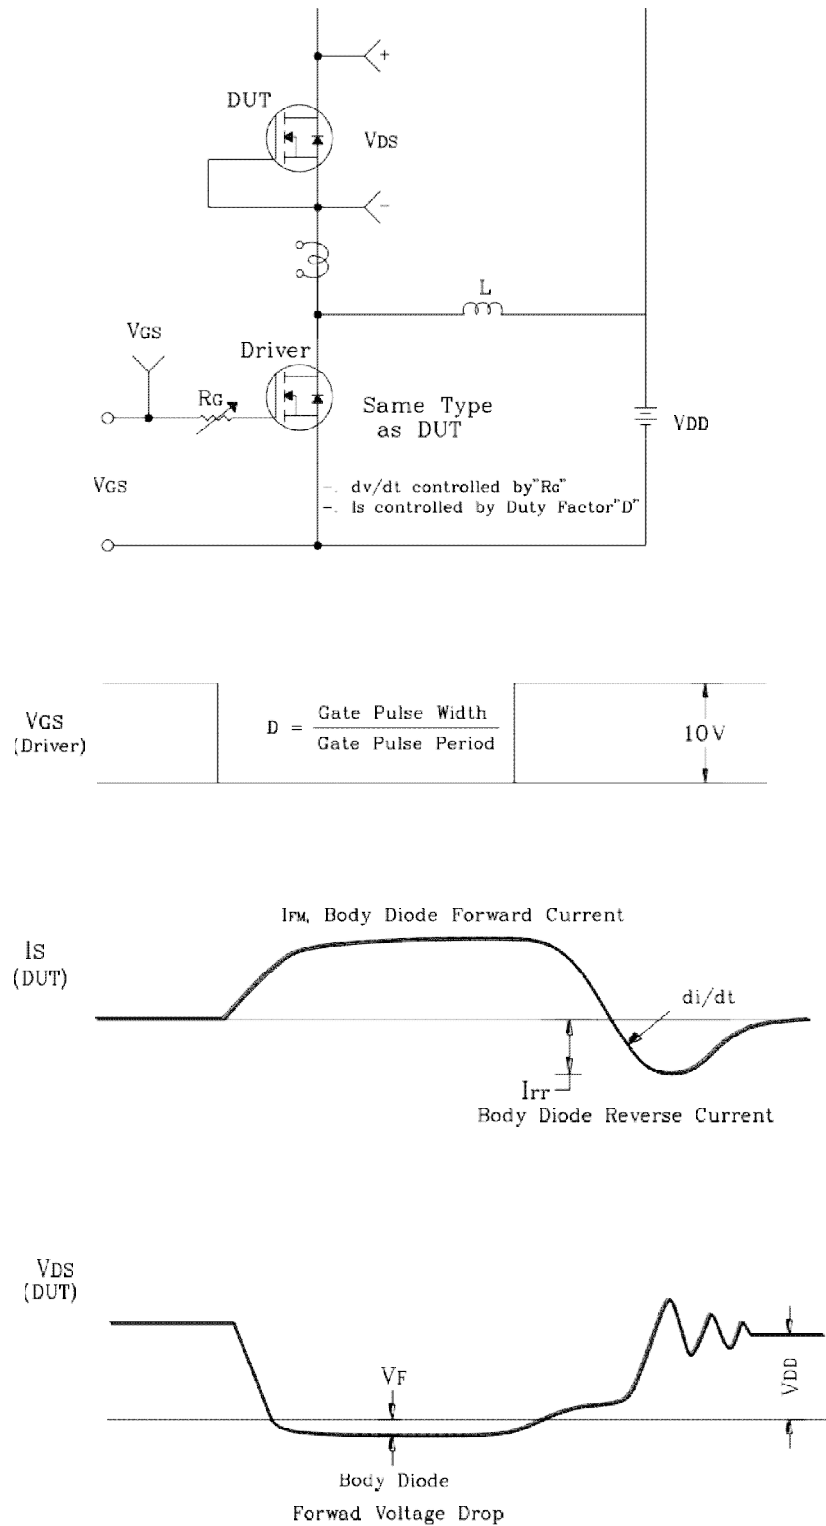 +
DUT
VDS
-
L
VGS
Driver
RG
Same Type
as DUT
VDD
VGS
-. dv/dt controlled by"RG"
-. Is controlled by Duty Factor"D"
VGS
(Driver)
D = Gate Pulse Width
Gate Pulse Period
10V
IFM, Body Diode Forward Current
IS
(DUT)
di/dt
Irr
Body Diode Reverse Current
VDS
(DUT)
VF
VDD
Body Diode
Forwad Voltage Drop